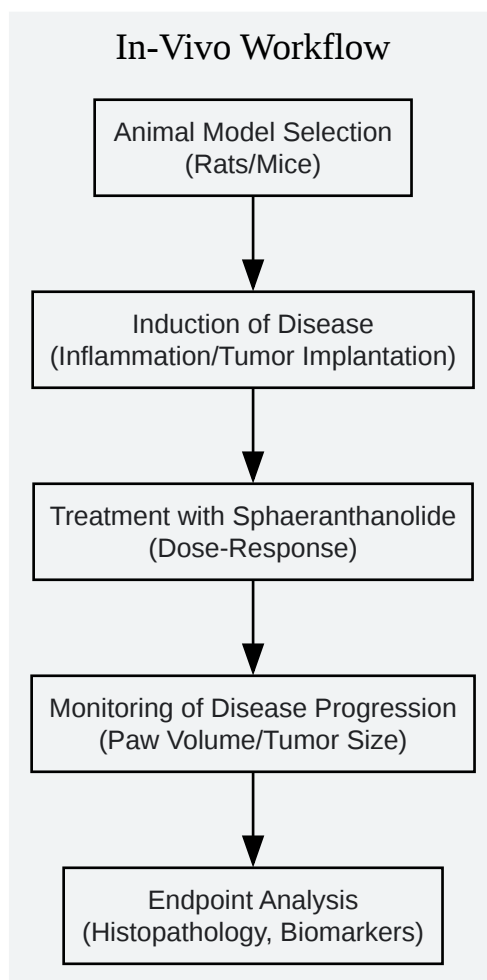 In-Vivo Workflow
Animal Model Selection
(Rats/Mice)
Induction of Disease
(Inflammation/Tumor Implantation)
Treatment with Sphaeranthanolide
(Dose-Response)
Monitoring of Disease Progression
(Paw Volume/Tumor Size)
Endpoint Analysis
(Histopathology, Biomarkers)